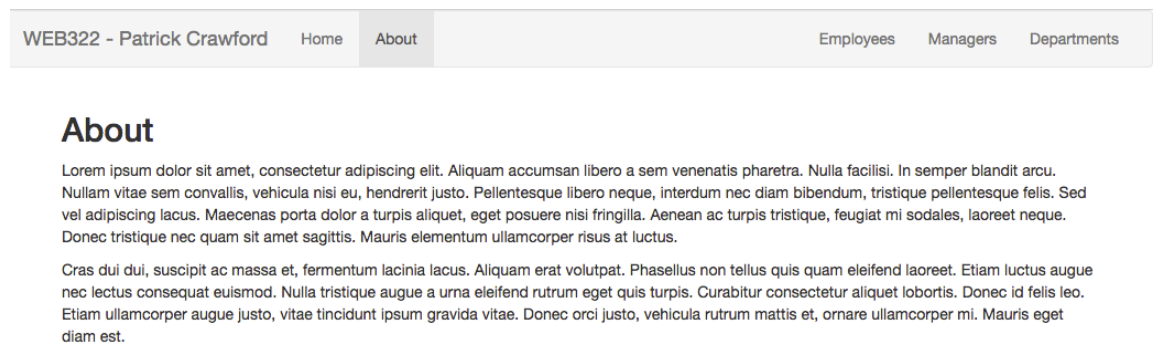 WEB322 - Patrick Crawford Home About Employees Managers Departments
About
Lorem ipsum dolor sit amet, consectetur adipiscing elit. Aliquam accumsan libero a sem venenatis pharetra. Nulla facilisi. In semper blandit arcu.
Nullam vitae sem convallis, vehicula nisi eu, hendrerit justo. Pellentesque libero neque, interdum nec diam bibendum, tristique pellentesque felis. Sed
vel adipiscing lacus. Maecenas porta dolor a turpis aliquet, eget posuere nisi fringilla. Aenean ac turpis tristique, feugiat mi sodales, laoreet neque.
Donec tristique nec quam sit amet sagittis. Mauris elementum ullamcorper risus at luctus.
Cras dui dui, suscipit ac massa et, fermentum lacinia lacus. Aliquam erat volutpat. Phasellus non tellus quis quam eleifend laoreet. Etiam luctus augue
nec lectus consequat euismod. Nulla tristique augue a urna eleifend rutrum eget quis turpis. Curabitur consectetur aliquet lobortis. Donec id felis leo.
Etiam ullamcorper augue justo, vitae tincidunt ipsum gravida vitae. Donec orci justo, vehicula rutrum mattis et, ornare ullamcorper mi. Mauris eget
diam est.